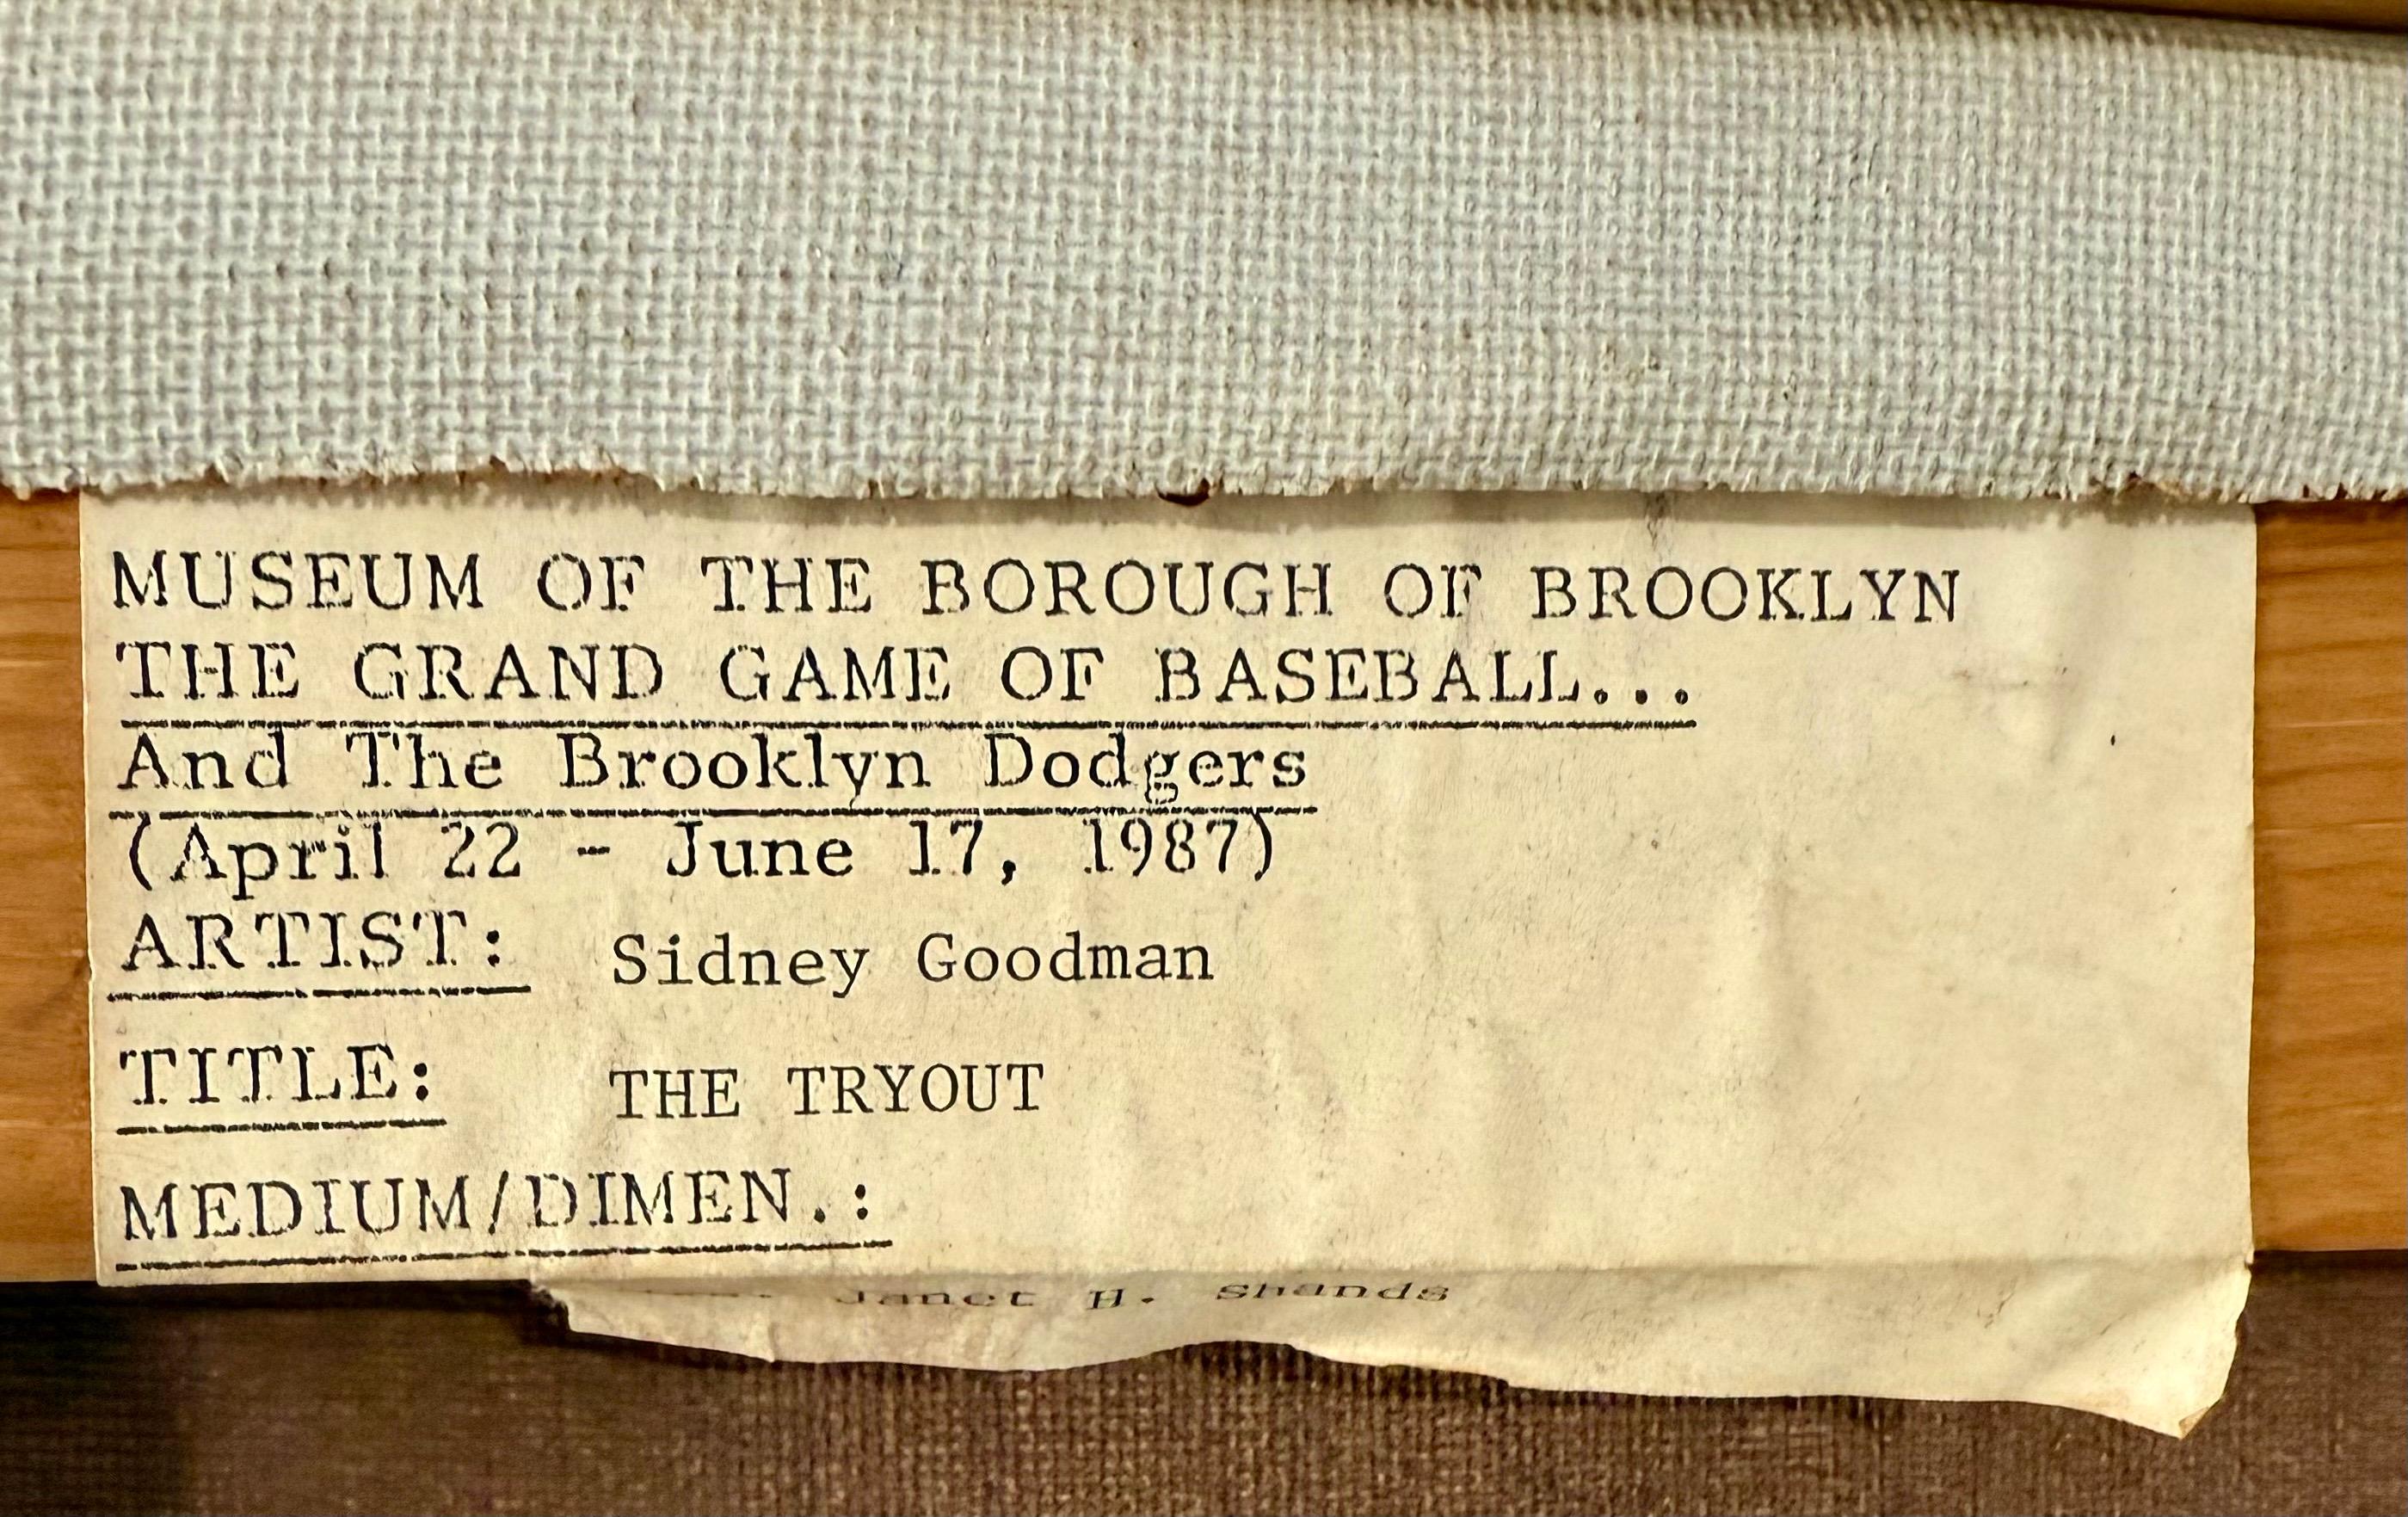 MUSEUM OF THE BOROUGH OF BROOKLYN
THE GRAND GAME OF BASEBALL...
And The Brooklyn Dodgers
(April 22 - June 17, 1987)
ARTIST: Sidney Goodman
TITLE: THE TRYOUT
MEDIUM/DIMEN.:
Janet H. Shands